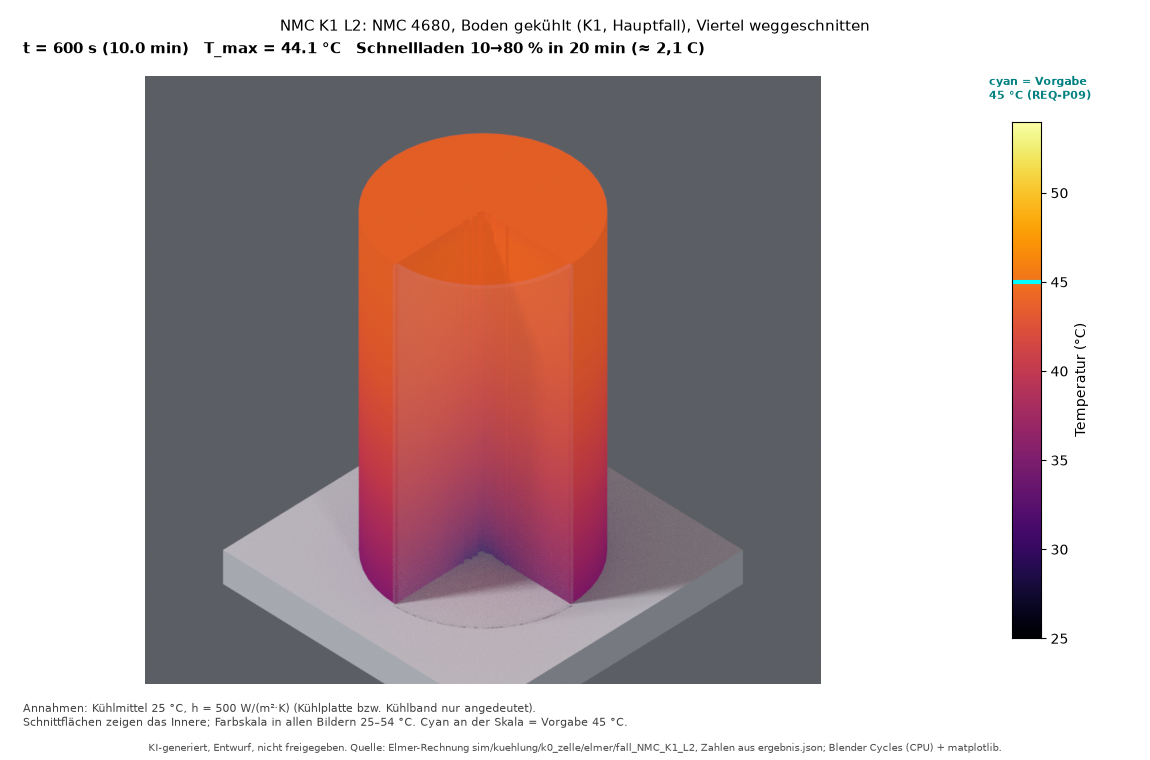 NMC K1 L2: NMC 4680, Boden gekühlt (K1, Hauptfall), Viertel weggeschnitten
t = 600 s (10.0 min)   T_max = 44.1 °C   Schnellladen 10→80 % in 20 min (≈ 2,1 C)
cyan = Vorgabe
45 °C (REQ-P09)
50
45
40
35
30
25
Temperatur (°C)
Annahmen: Kühlmittel 25 °C, h = 500 W/(m²·K) (Kühlplatte bzw. Kühlband nur angedeutet).
Schnittflächen zeigen das Innere; Farbskala in allen Bildern 25–54 °C. Cyan an der Skala = Vorgabe 45 °C.
KI-generiert, Entwurf, nicht freigegeben. Quelle: Elmer-Rechnung sim/kuehlung/k0_zelle/elmer/fall_NMC_K1_L2, Zahlen aus ergebnis.json; Blender Cycles (CPU) + matplotlib.